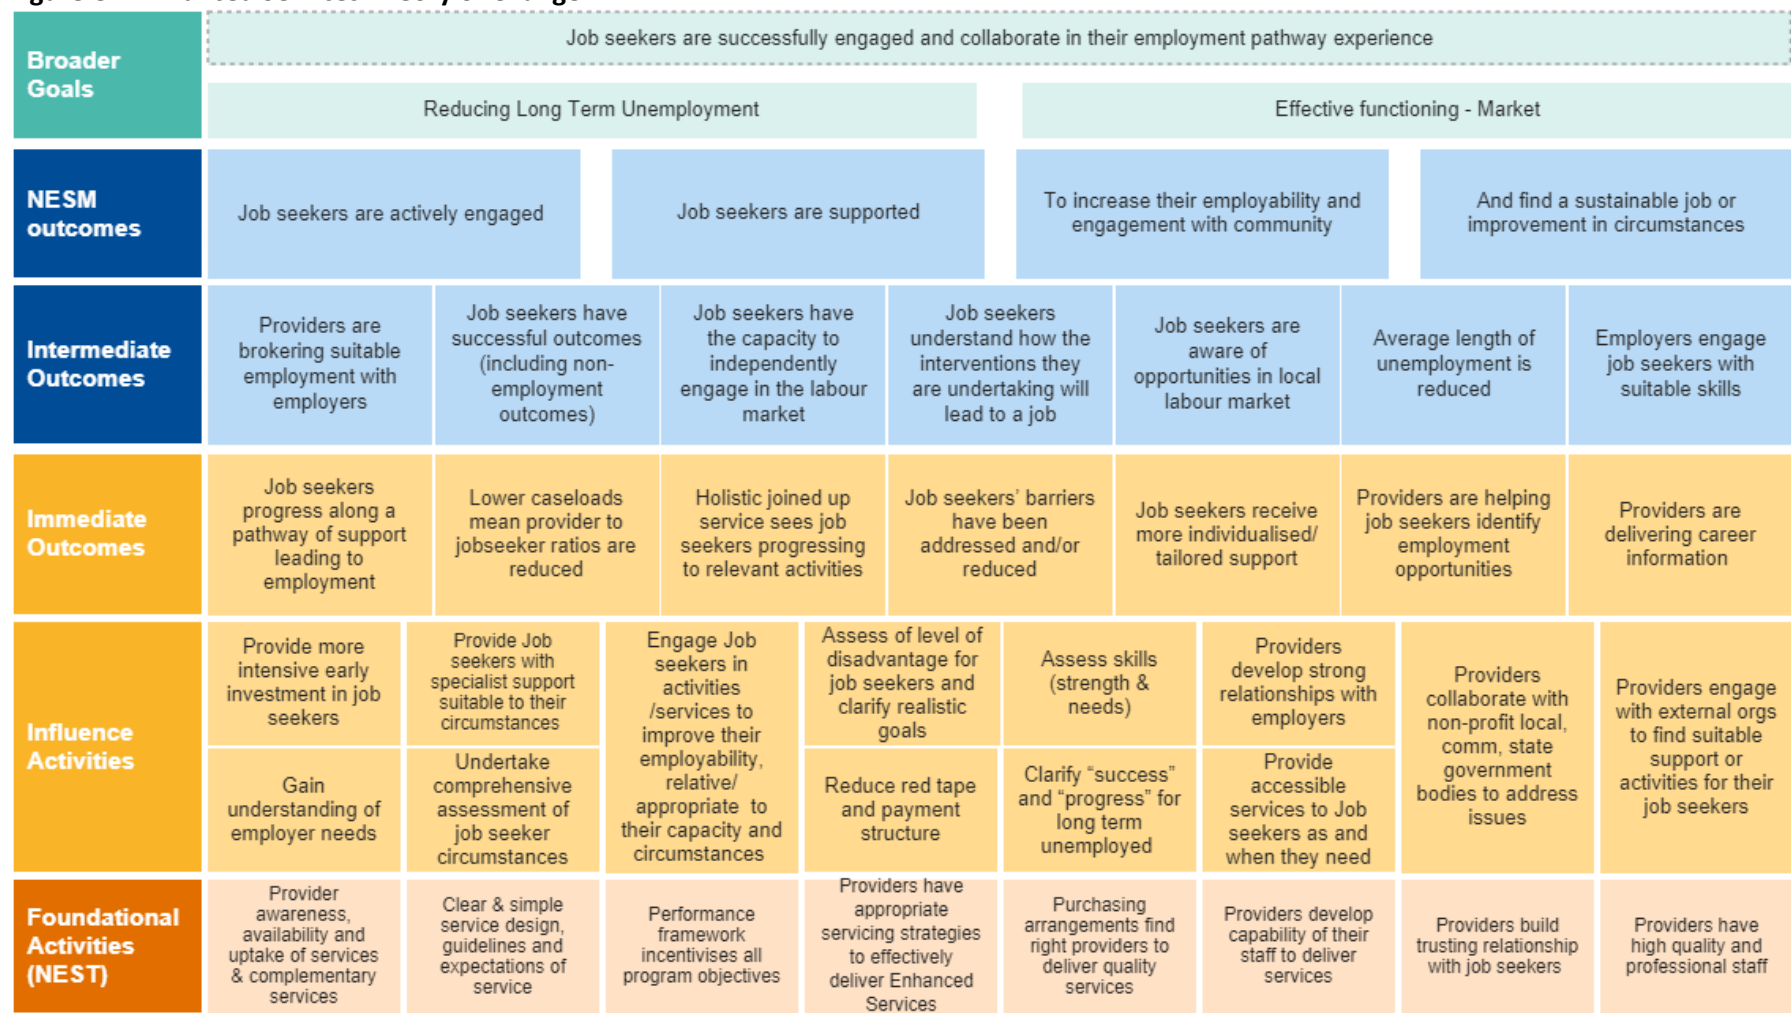 Broader
Goals
Job seekers are successfully engaged and collaborate in their employment pathway experience
Reducing Long Term Unemployment
Effective functioning - Market
NESM
outcomes
Job seekers are actively engaged
Job seekers are supported
To increase their employability and
engagement with community
And find a sustainable job or
improvement in circumstances
Intermediate
Outcomes
Providers are
brokering suitable
employment with
employers
Job seekers have
successful outcomes
(including non-
employment
outcomes)
Job seekers have
the capacity to
independently
engage in the labour
market
Job seekers
understand how the
interventions they
are undertaking will
lead to a job
Job seekers are
aware of
opportunities in local
labour market
Average length of
unemployment is
reduced
Employers engage
job seekers with
suitable skills
Immediate
Outcomes
Job seekers
progress along a
pathway of support
leading to
employment
Lower caseloads
mean provider to
jobseeker ratios are
reduced
Holistic joined up
service sees job
seekers progressing
to relevant activities
Job seekers' barriers
have been
addressed and/or
reduced
Job seekers receive
more individualised/
tailored support
Providers are helping
job seekers identify
employment
opportunities
Providers are
delivering career
information
Influence
Activities
Provide more
intensive early
investment in job
seekers
Provide Job
seekers with
specialist support
suitable to their
circumstances
Engage Job
seekers in
activities
/services to
improve their
employability,
relative/
appropriate to
their capacity and
circumstances
Assess of level of
disadvantage for
job seekers and
clarify realistic
goals
Assess skills
(strength &
needs)
Providers
develop strong
relationships with
employers
Providers
collaborate with
non-profit local,
comm, state
government
bodies to address
issues
Providers engage
with external orgs
to find suitable
support or
activities for their
job seekers
Gain
understanding of
employer needs
Undertake
comprehensive
assessment of
job seeker
circumstances
Reduce red tape
and payment
structure
Clarify "success"
and "progress" for
long term
unemployed
Provide
accessible
services to Job
seekers as and
when they need
Foundational
Activities
(NEST)
Provider
awareness,
availability and
uptake of services
& complementary
services
Clear & simple
service design,
guidelines and
expectations of
service
Performance
framework
incentivises all
program objectives
Providers have
appropriate
servicing strategies
to effectively
deliver Enhanced
Services
Purchasing
arrangements find
right providers to
deliver quality
services
Providers develop
capability of their
staff to deliver
services
Providers build
trusting relationship
with job seekers
Providers have
high quality and
professional staff